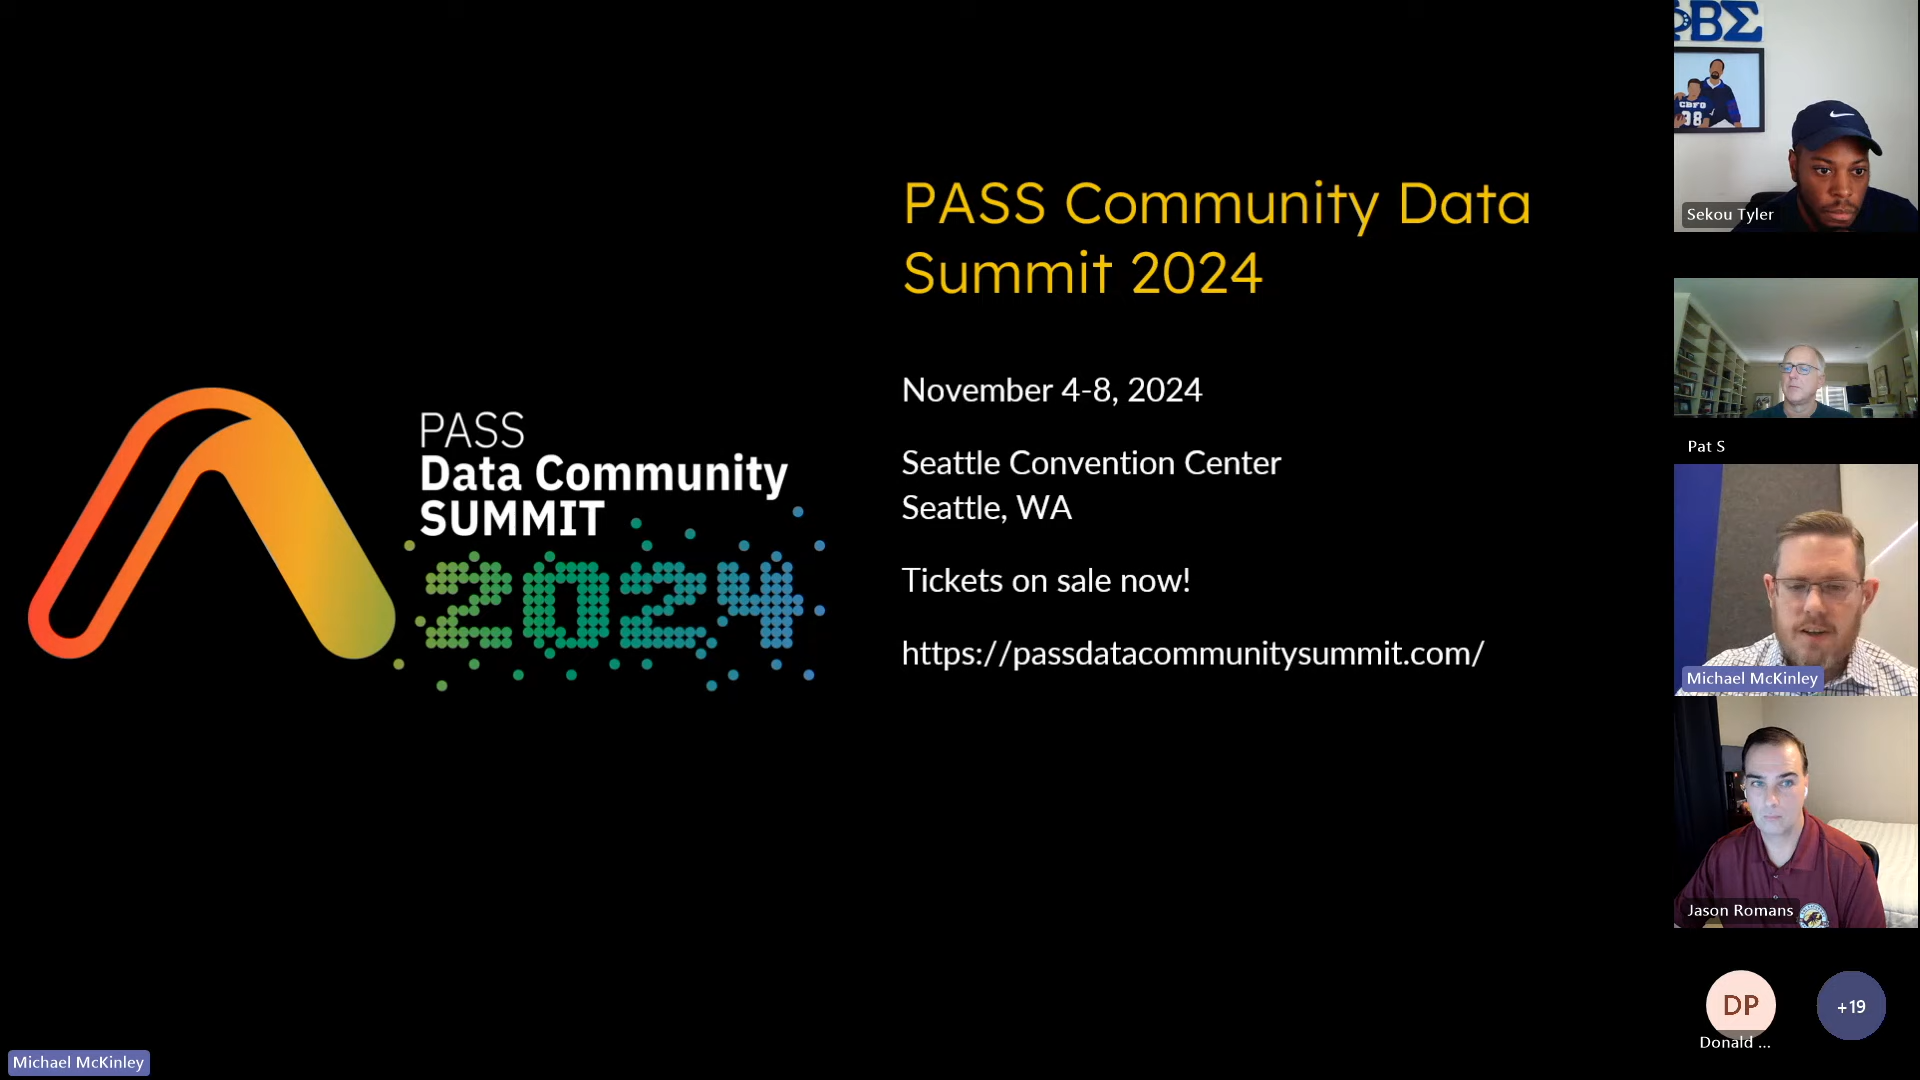 PASS Community Data
Summit 2024
November 4-8, 2024
Seattle Convention Center
Seattle, WA
Tickets on sale now!
https://passdatacommunitysummit.com/
PASS
Data Community
SUMMIT
2024
ΦΒΣ
CBFO
98
Sekou Tyler
Pat S
Michael McKinley
Jason Romans
DP
Donald ...
+19
Michael McKinley